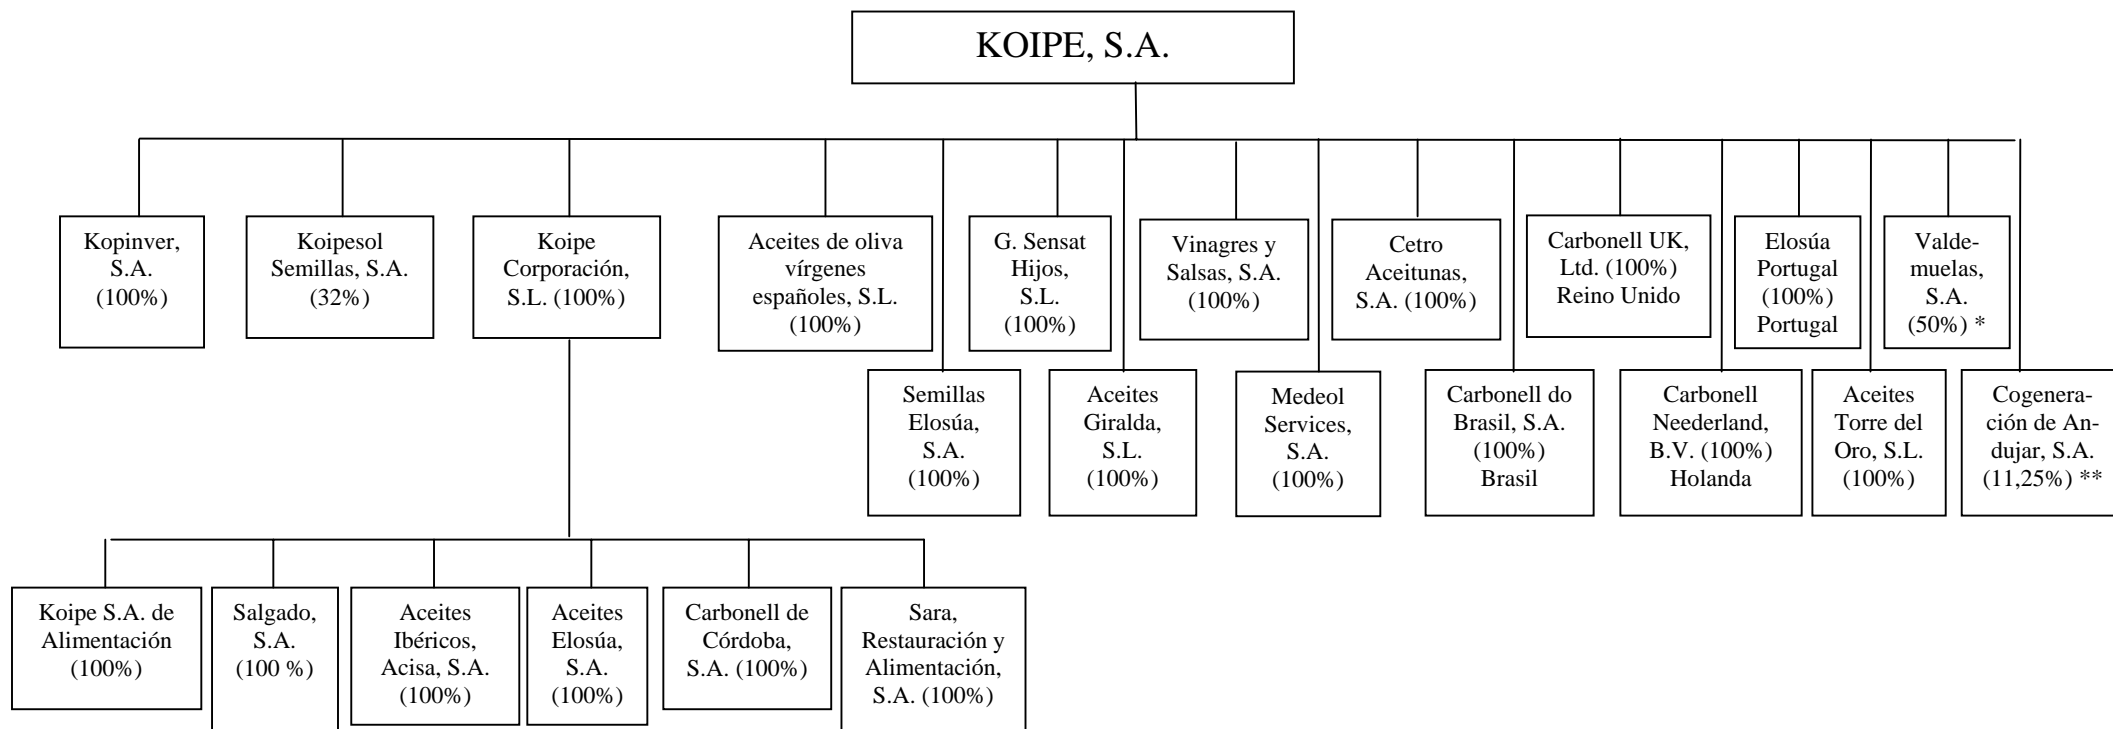 KOIPE, S.A.
Kopinver,
S.A.
(100%)
Koipesol
Semillas, S.A.
(32%)
Koipe
Corporación,
S.L. (100%)
Aceites de oliva
vírgenes
españoles, S.L.
(100%)
G. Sensat
Hijos,
S.L.
(100%)
Vinagres y
Salsas, S.A.
(100%)
Cetro
Aceitunas,
S.A. (100%)
Carbonell UK,
Ltd. (100%)
Reino Unido
Elosúa
Portugal
(100%)
Portugal
Valde-
muelas,
S.A.
(50%) *
Semillas
Elosúa,
S.A.
(100%)
Aceites
Giralda,
S.L.
(100%)
Medeol
Services,
S.A.
(100%)
Carbonell do
Brasil, S.A.
(100%)
Brasil
Carbonell
Neederland,
B.V. (100%)
Holanda
Aceites
Torre del
Oro, S.L.
(100%)
Cogenera-
ción de An-
dujar, S.A.
(11,25%) **
Koipe S.A. de
Alimentación
(100%)
Salgado,
S.A.
(100 %)
Aceites
Ibéricos,
Acisa, S.A.
(100%)
Aceites
Elosúa,
S.A.
(100%)
Carbonell de
Córdoba,
S.A. (100%)
Sara,
Restauración y
Alimentación,
S.A. (100%)